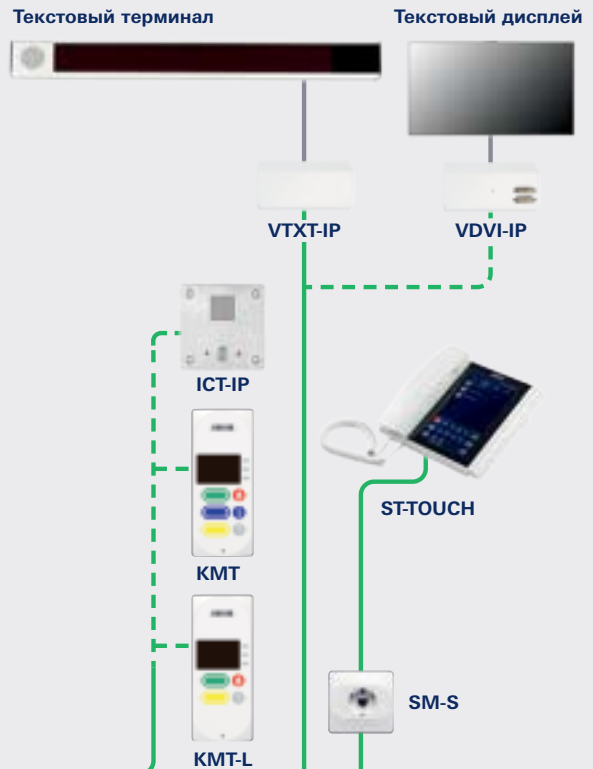 Текстовый терминал
Текстовый дисплей
VTXT-IP
VDVI-IP
ICT-IP
ST-TOUCH
KMT
SM-S
KMT-L